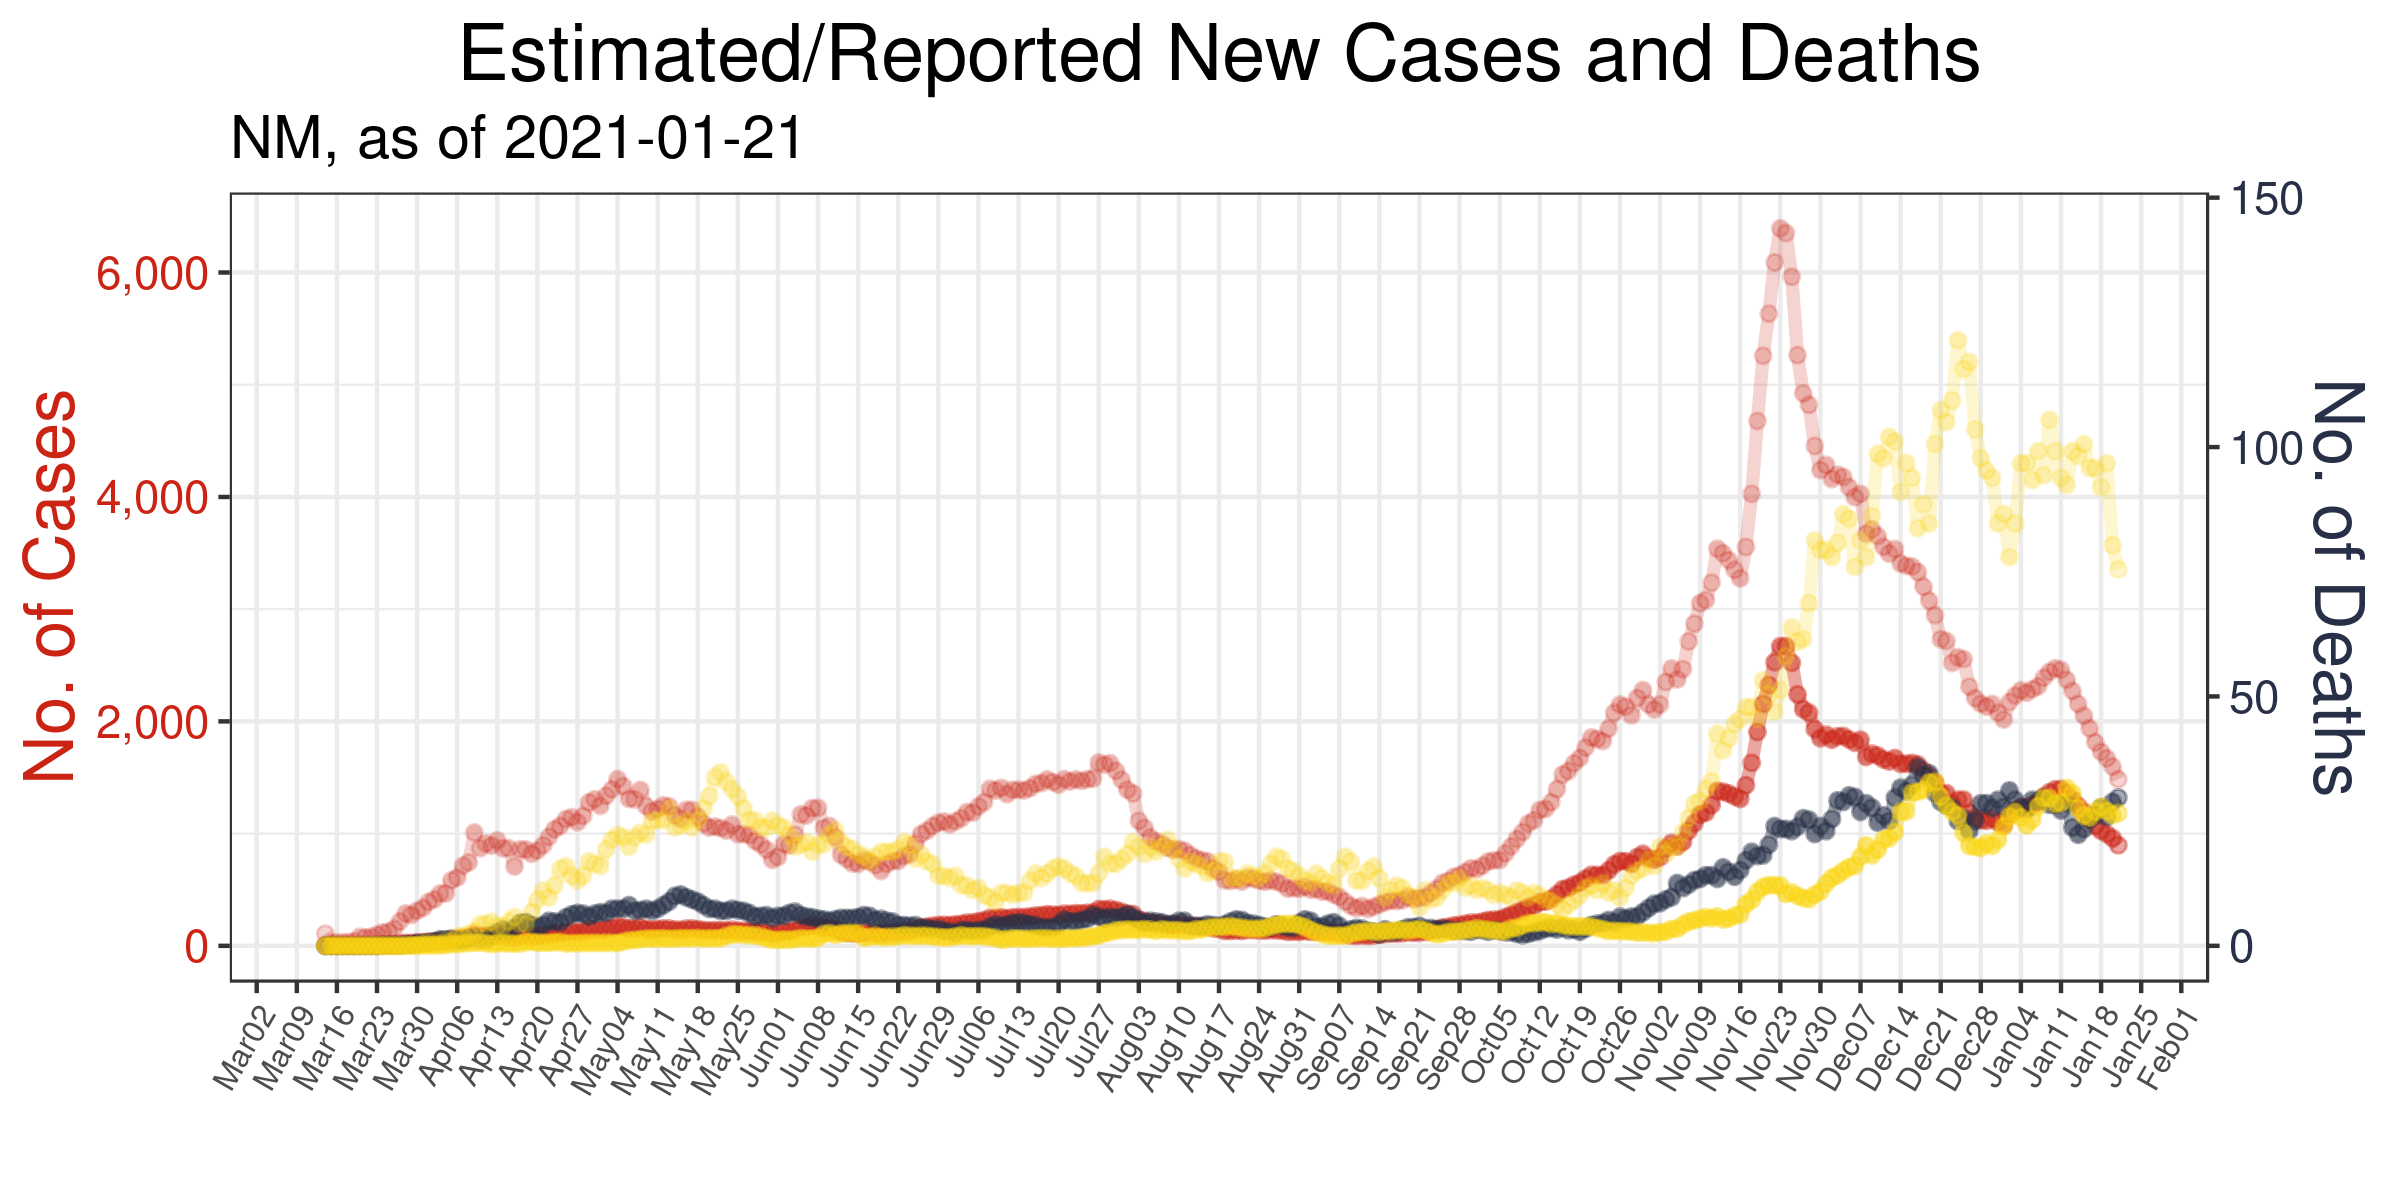 Estimated/Reported New Cases and Deaths
NM, as of 2021-01-21
No. of Cases
6,000
4,000
2,000
0
150
100
50
0
No. of Deaths
Mar02 Mar09 Mar16 Mar23 Mar30 Apr06 Apr13 Apr20 Apr27 May04 May11 May18 May25 Jun01 Jun08 Jun15 Jun22 Jun29 Jul06 Jul13 Jul20 Jul27 Aug03 Aug10 Aug17 Aug24 Aug31 Sep07 Sep14 Sep21 Sep28 Oct05 Oct12 Oct19 Oct26 Nov02 Nov09 Nov16 Nov23 Nov30 Dec07 Dec14 Dec21 Dec28 Jan04 Jan11 Jan18 Jan25 Feb01